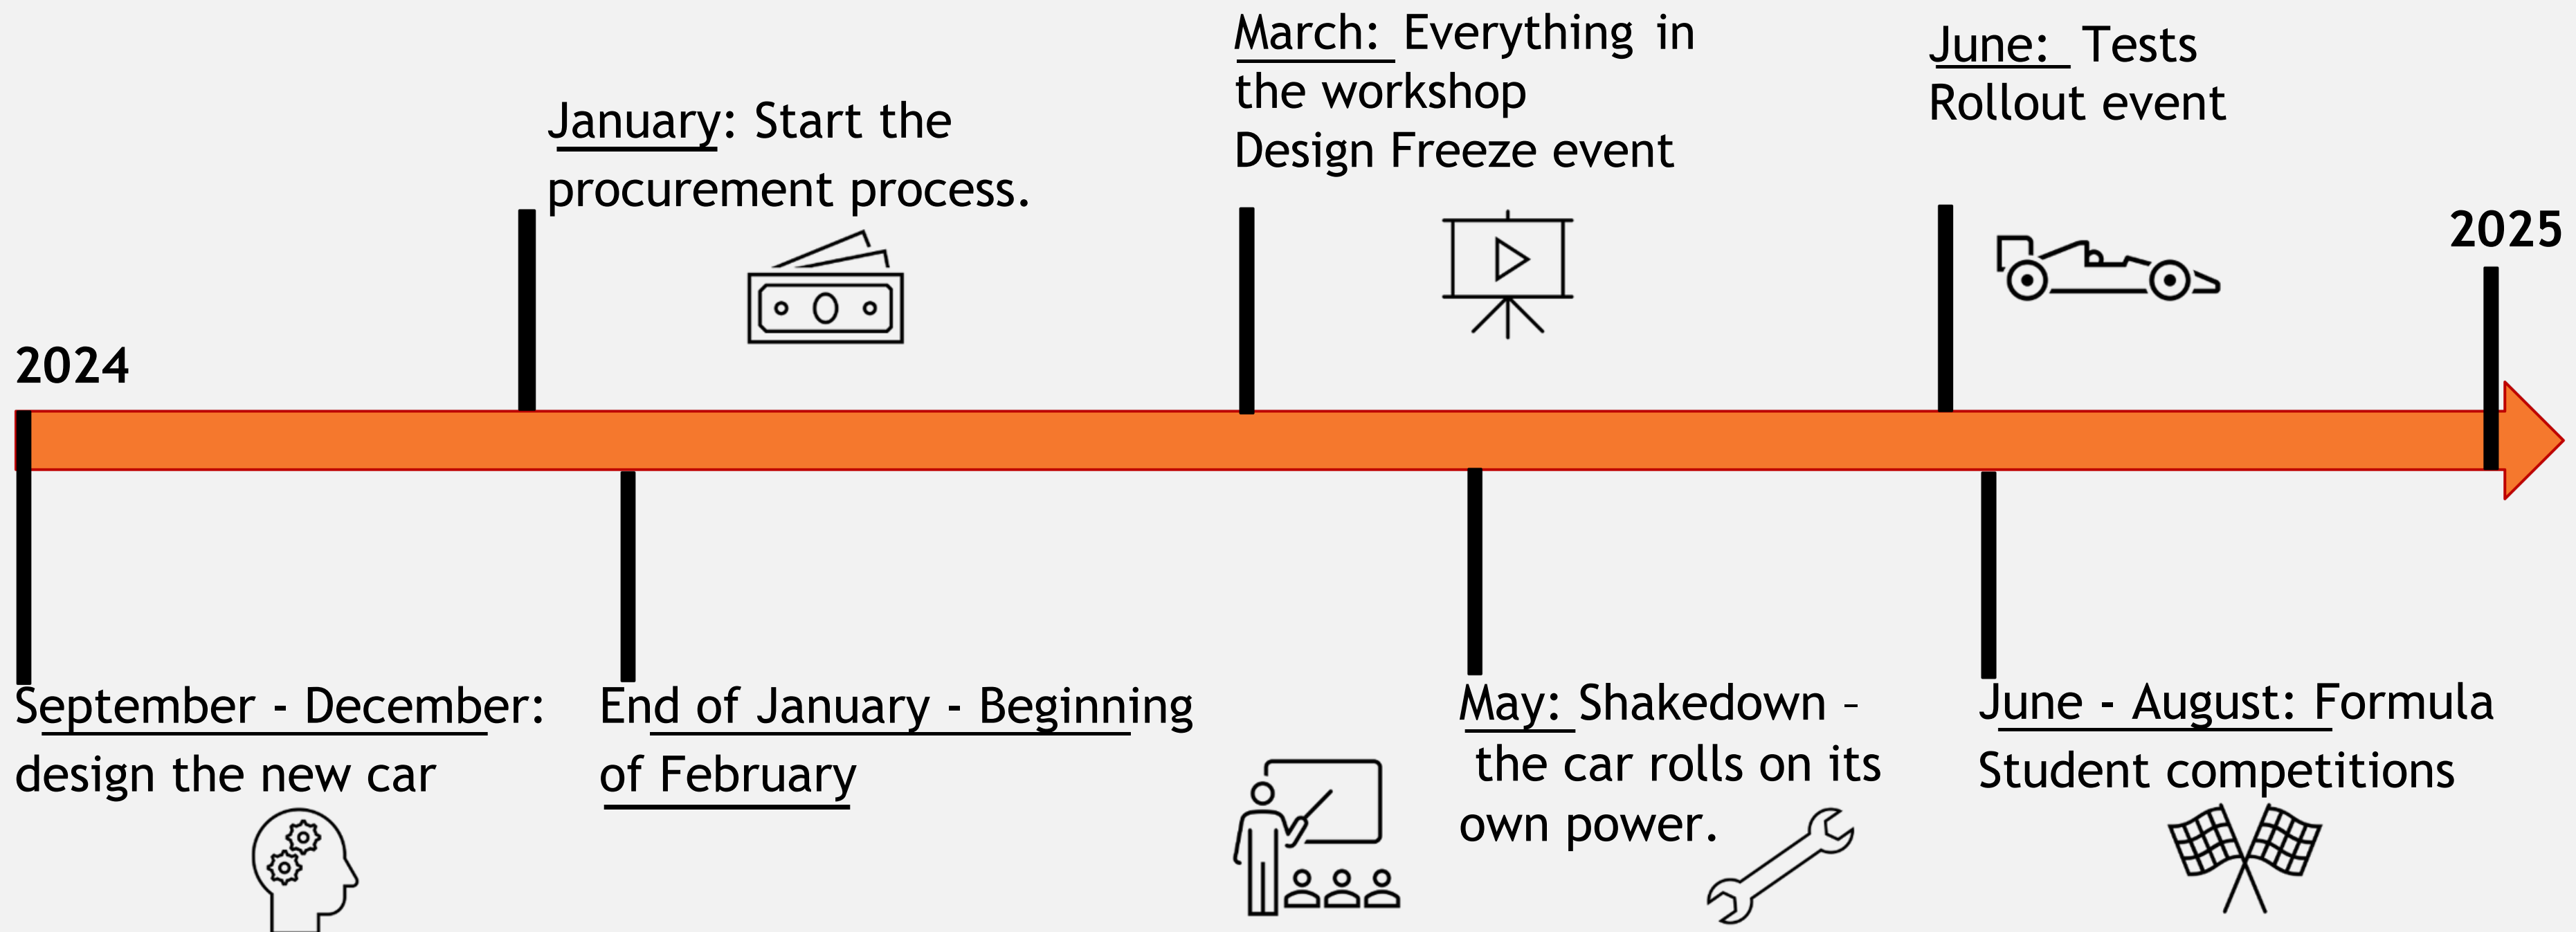 March: Everything in
the workshop
Design Freeze event
June: Tests
Rollout event
January: Start the
procurement process.
2025
2024
September - December:
design the new car
End of January - Beginning
of February
May: Shakedown –
the car rolls on its
own power.
June - August: Formula
Student competitions